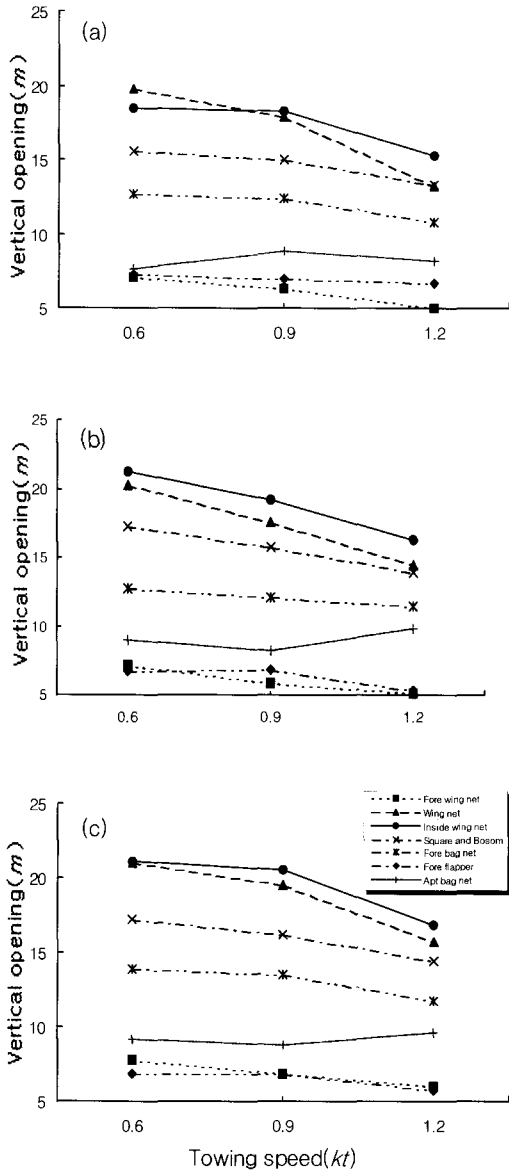 (a)
Vertical opening(m)
25
20
15
10
5
0.6 0.9 1.2
(b)
Vertical opening(m)
25
20
15
10
5
0.6 0.9 1.2
(c)
Vertical opening(m)
25
20
15
10
5
Fore wing net
Wing net
Inside wing net
Square and Bosom
Fore bag net
Fore flapper
Apt bag net
0.6 0.9 1.2
Towing speed(kt)